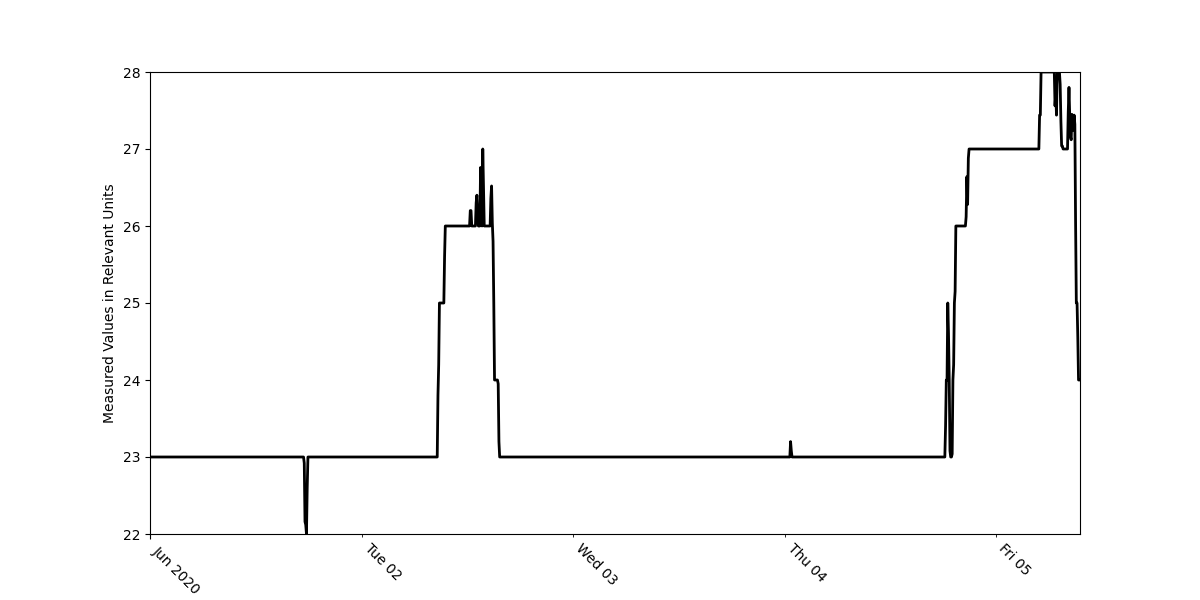 28
27
26
25
24
23
22
Measured Values in Relevant Units
Jun 2020
Tue 02
Wed 03
Thu 04
Fri 05